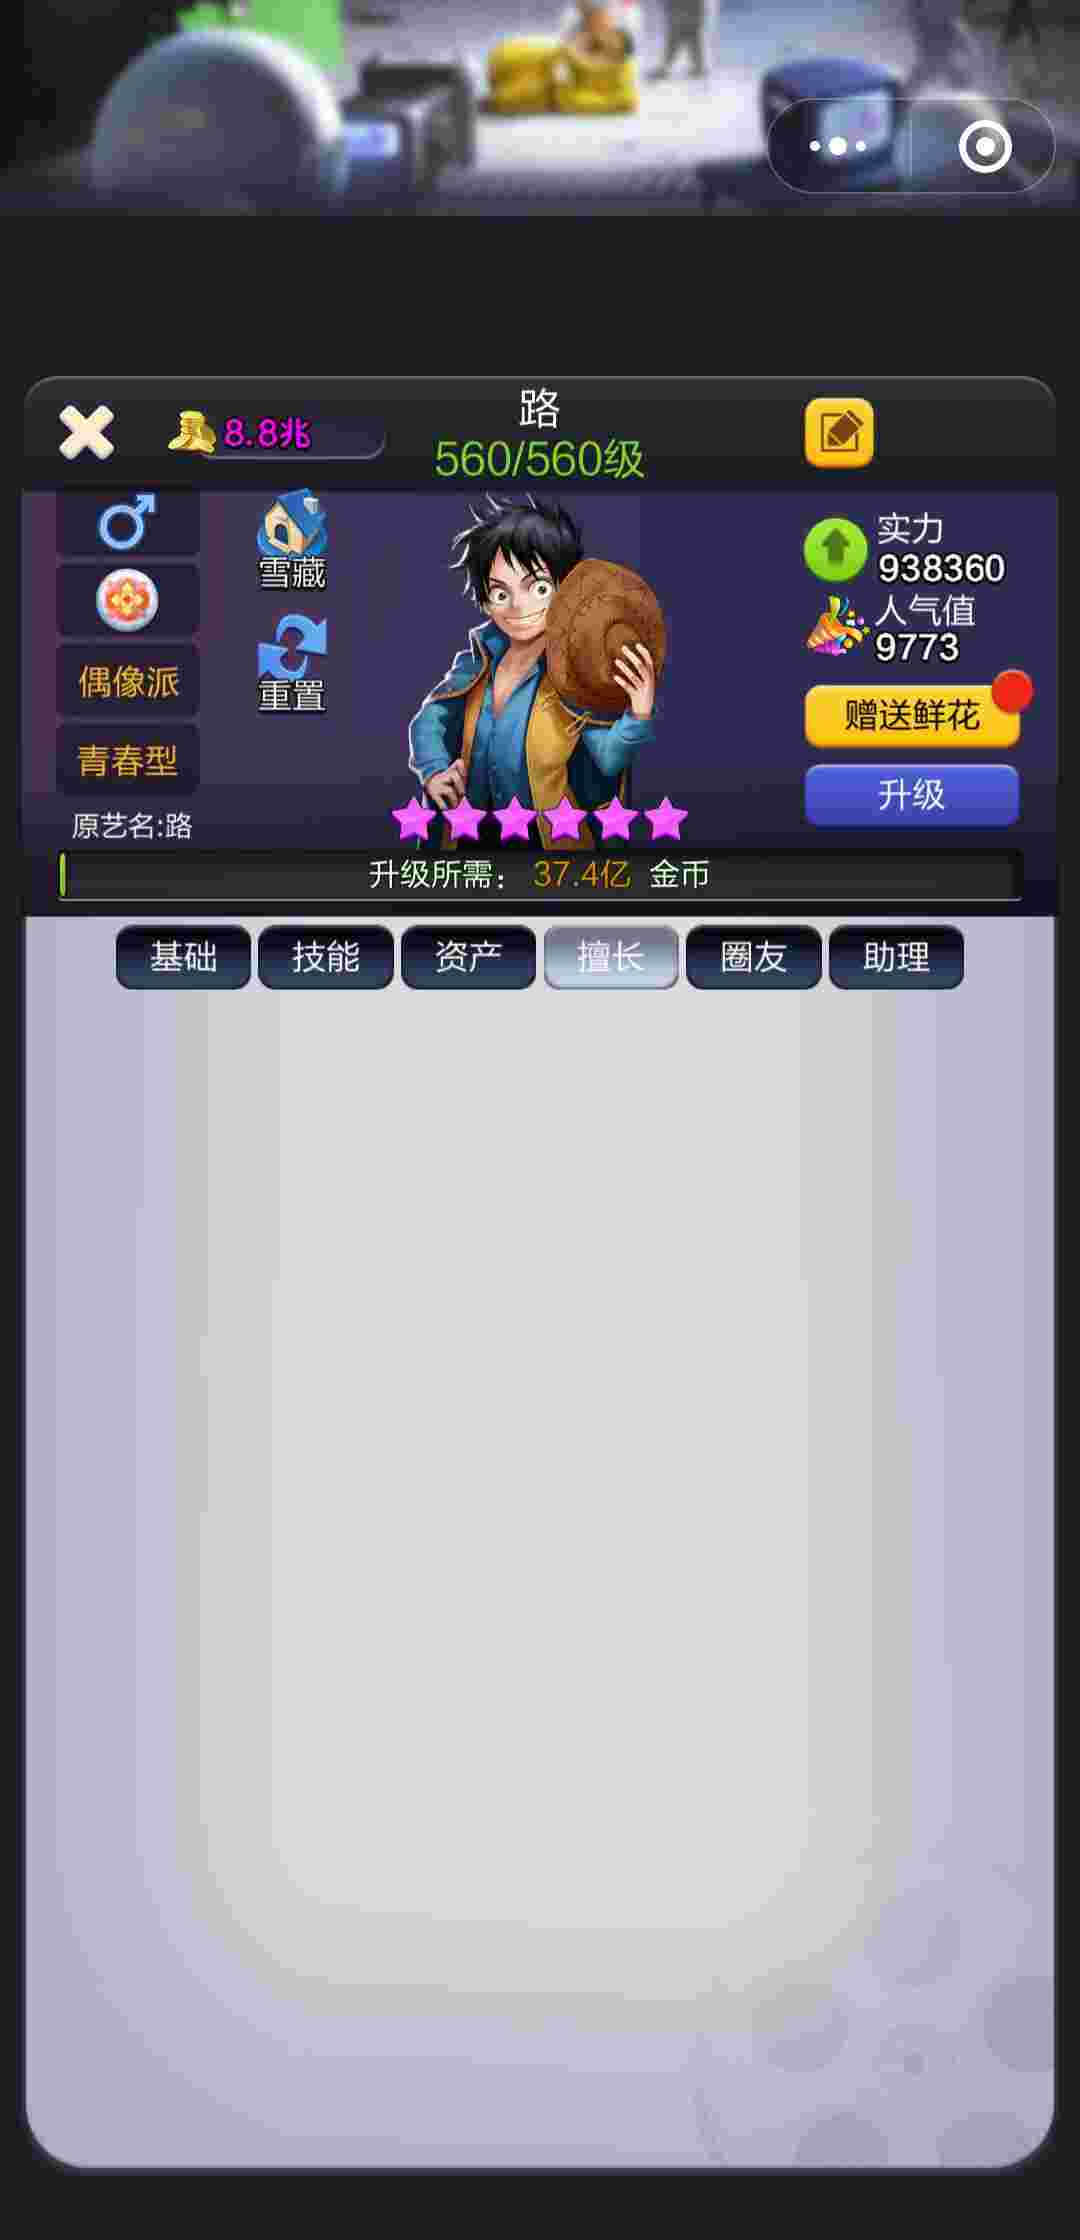 路
8.8兆
560/560级
雪藏
重置
偶像派
青春型
原艺名:路
实力
938360
人气值
9773
赠送鲜花
升级
升级所需： 37.4亿 金币
基础 技能 资产 擅长 圈友 助理